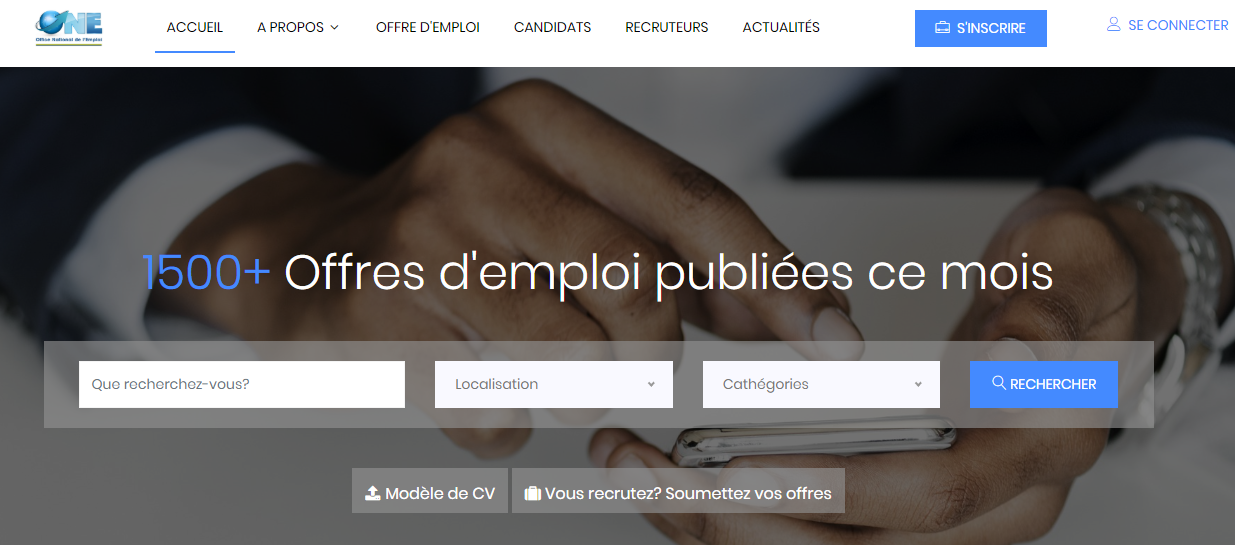 ONE
Office National de l'Emploi
ACCUEIL
A PROPOS
OFFRE D'EMPLOI
CANDIDATS
RECRUTEURS
ACTUALITÉS
S'INSCRIRE
SE CONNECTER
1500+ Offres d'emploi publiées ce mois
Que recherchez-vous?
Localisation
Cathégories
RECHERCHER
Modèle de CV
Vous recrutez? Soumettez vos offres